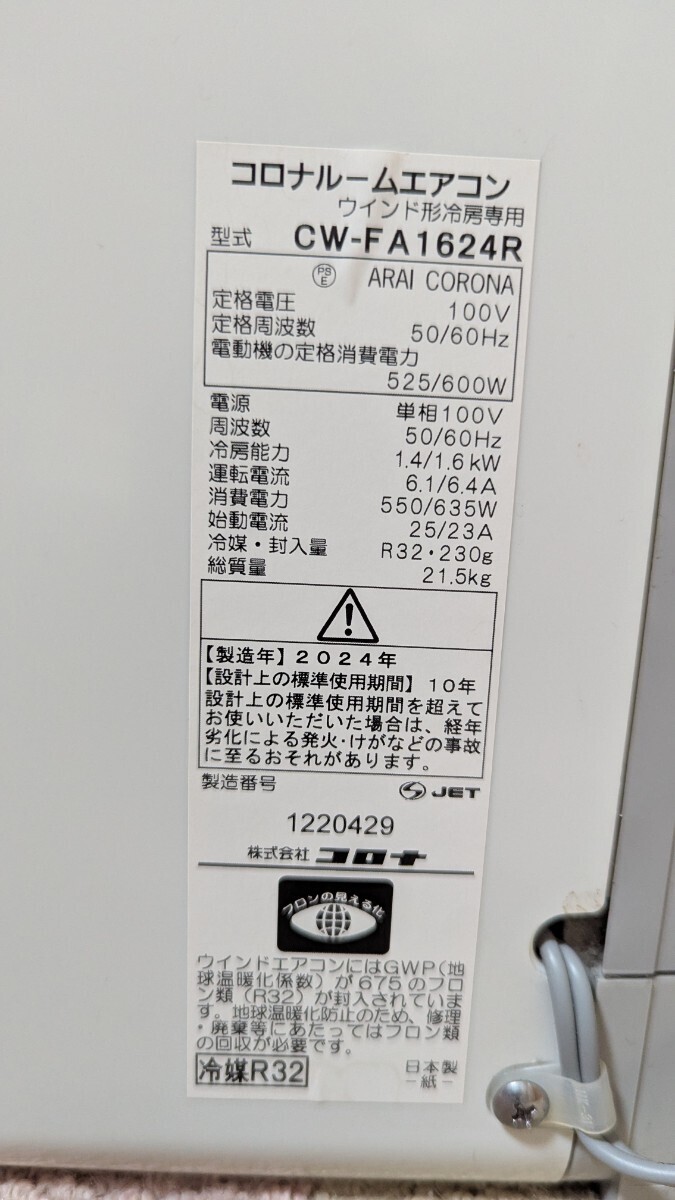 コロナルームエアコン
ウインド形冷房専用
型式 CW-FA1624R
PSE ARAI CORONA
定格電圧 100V
定格周波数 50/60Hz
電動機の定格消費電力
525/600W
電源 単相100V
周波数 50/60Hz
冷房能力 1.4/1.6kW
運転電流 6.1/6.4A
消費電力 550/635W
始動電流 25/23A
冷媒・封入量 R32・230g
総質量 21.5kg
【製造年】2024年
【設計上の標準使用期間】10年
設計上の標準使用期間を超えて
お使いいただいた場合は、経年
劣化による発火・けがなどの事故
に至るおそれがあります。
製造番号 JET
1220429
株式会社 コロナ
フロンの見える化
ウインドエアコンにはGWP(地
球温暖化係数)が675のフロ
ン類(R32)が封入されていま
す。地球温暖化防止のため、修理
・廃棄等にあたってはフロン類
の回収が必要です。
冷媒R32 日本製
-紙-